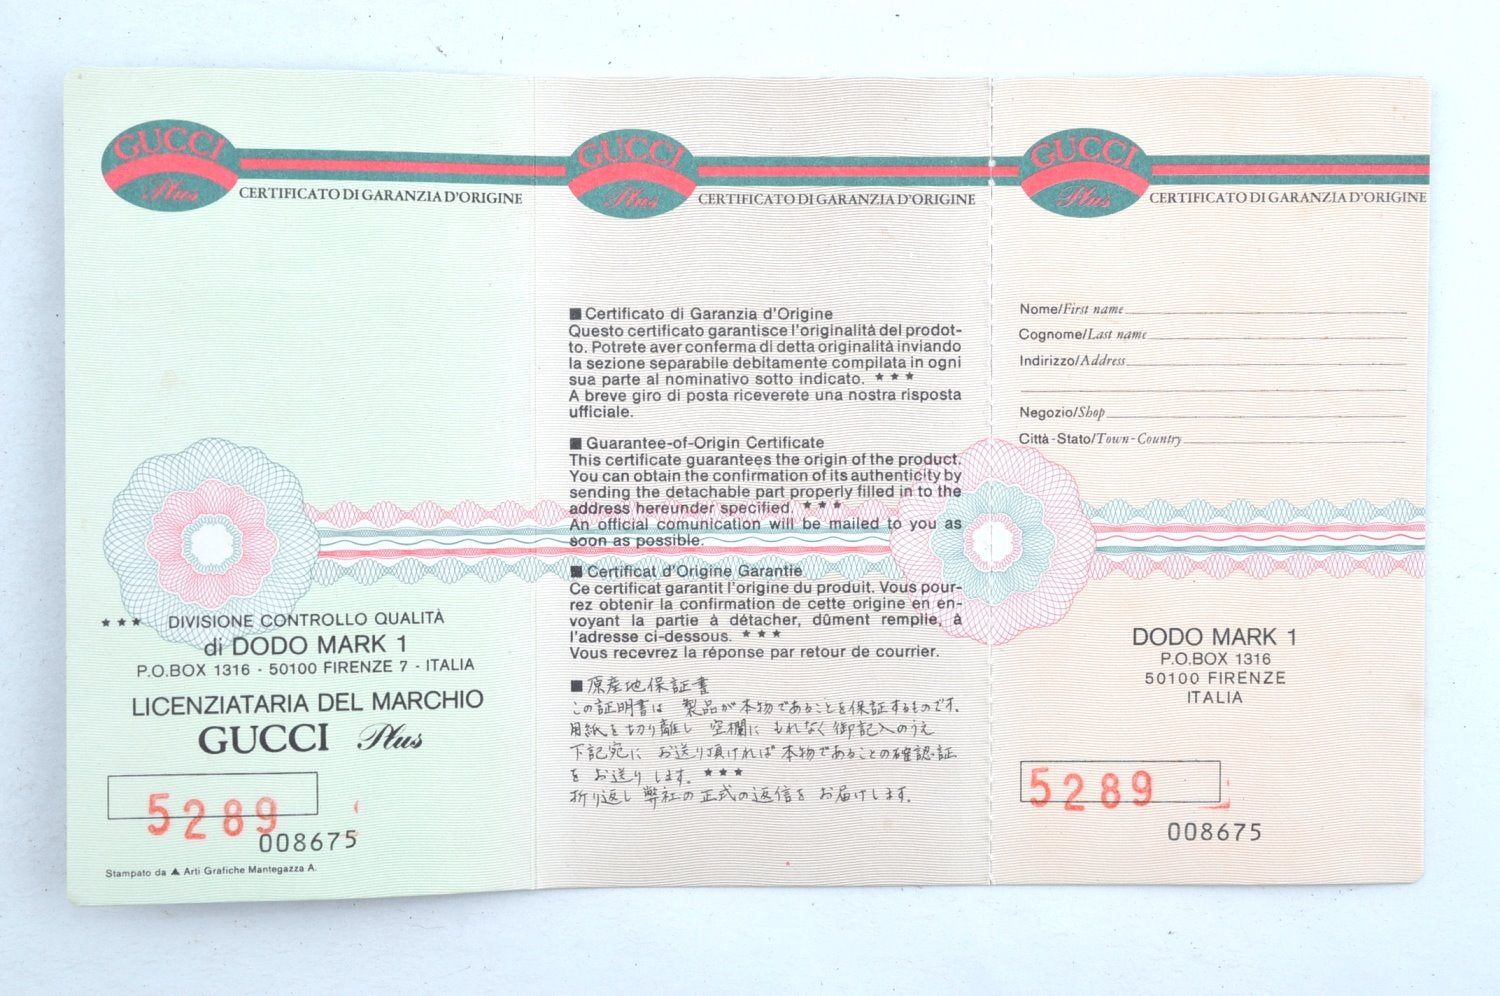 GUCCI
Plus
CERTIFICATO DI GARANZIA D'ORIGINE
★ ★ ★ DIVISIONE CONTROLLO QUALITÀ
di DODO MARK 1
P.O.BOX 1316 - 50100 FIRENZE 7 - ITALIA
LICENZIATARIA DEL MARCHIO
GUCCI Plus
5289
008675
Stampato da ▲ Arti Grafiche Mantegazza A.
GUCCI
Plus
CERTIFICATO DI GARANZIA D'ORIGINE
■ Certificato di Garanzia d'Origine
Questo certificato garantisce l'originalità del prodot-
to. Potrete aver conferma di detta originalità inviando
la sezione separabile debitamente compilata in ogni
sua parte al nominativo sotto indicato. ★ ★ ★
A breve giro di posta riceverete una nostra risposta
ufficiale.
■ Guarantee-of-Origin Certificate
This certificate guarantees the origin of the product.
You can obtain the confirmation of its authenticity by
sending the detachable part properly filled in to the
address hereunder specified. ★ ★ ★
An official comunication will be mailed to you as
soon as possible.
■ Certificat d'Origine Garantie
Ce certificat garantit l'origine du produit. Vous pour-
rez obtenir la confirmation de cette origine en en-
voyant la partie à détacher, dûment remplie, à
l'adresse ci-dessous. ★ ★ ★
Vous recevrez la réponse par retour de courrier.
■ 原産地保証書
この証明書は 製品が本物であることを保証するものです.
用紙を切り離し 空欄に もれなく御記入のうえ
下記宛に お送り頂ければ 本物であることの確認証
を お送り します. ★★★
折り返し 弊社の 正式の返信を お届けします.
GUCCI
Plus
CERTIFICATO DI GARANZIA D'ORIGINE
Nome/First name
Cognome/Last name
Indirizzo/Address
Negozio/Shop
Città-Stato/Town-Country
DODO MARK 1
P.O.BOX 1316
50100 FIRENZE
ITALIA
5289
008675